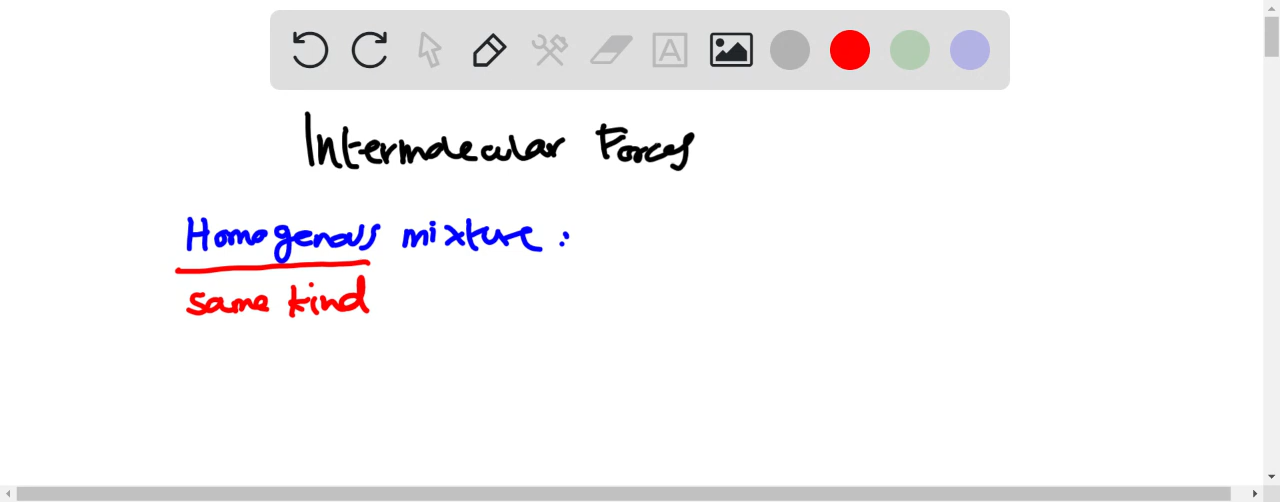 A
Intermolecular Forces
Homogenous mixture :
same kind